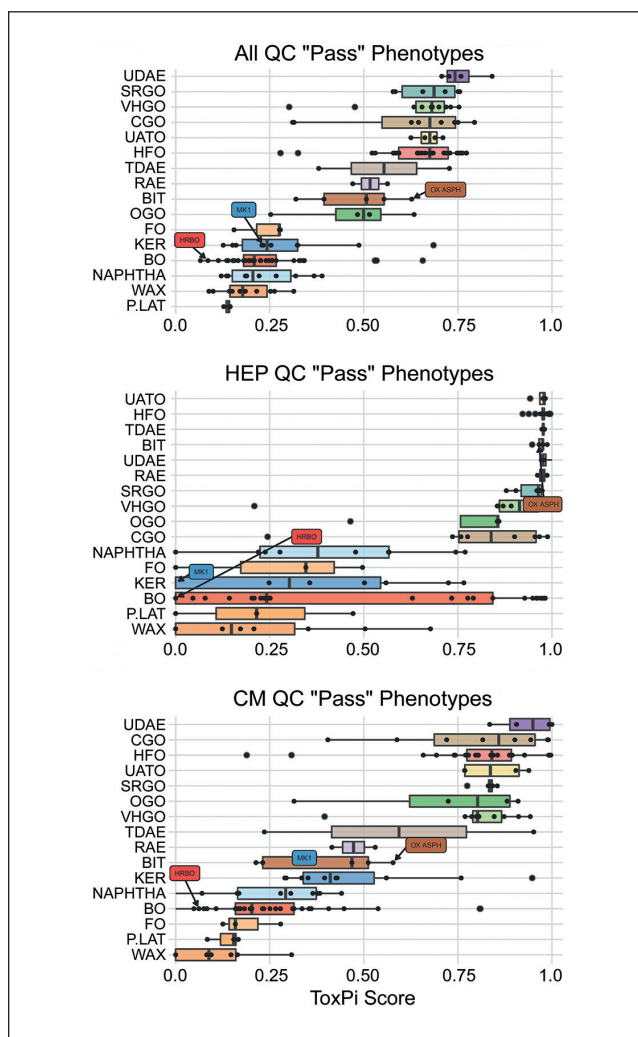 All QC "Pass" Phenotypes
UDAE
SRGO
VHGO
CGO
UATO
HFO
TDAE
RAE
BIT
OX ASPH
OGO
MK1
FO
HRBO
KER
BO
NAPHTHA
WAX
P.LAT
0.0 0.25 0.50 0.75 1.0
HEP QC "Pass" Phenotypes
UATO
HFO
TDAE
BIT
UDAE
RAE
SRGO
VHGO
OX ASPH
OGO
CGO
HRBO
NAPHTHA
FO
MK1
KER
BO
P.LAT
WAX
0.0 0.25 0.50 0.75 1.0
CM QC "Pass" Phenotypes
UDAE
CGO
HFO
UATO
SRGO
OGO
VHGO
TDAE
RAE
OX ASPH
BIT
MK1
HRBO
KER
NAPHTHA
BO
FO
P.LAT
WAX
0.0 0.25 0.50 0.75 1.0
ToxPi Score